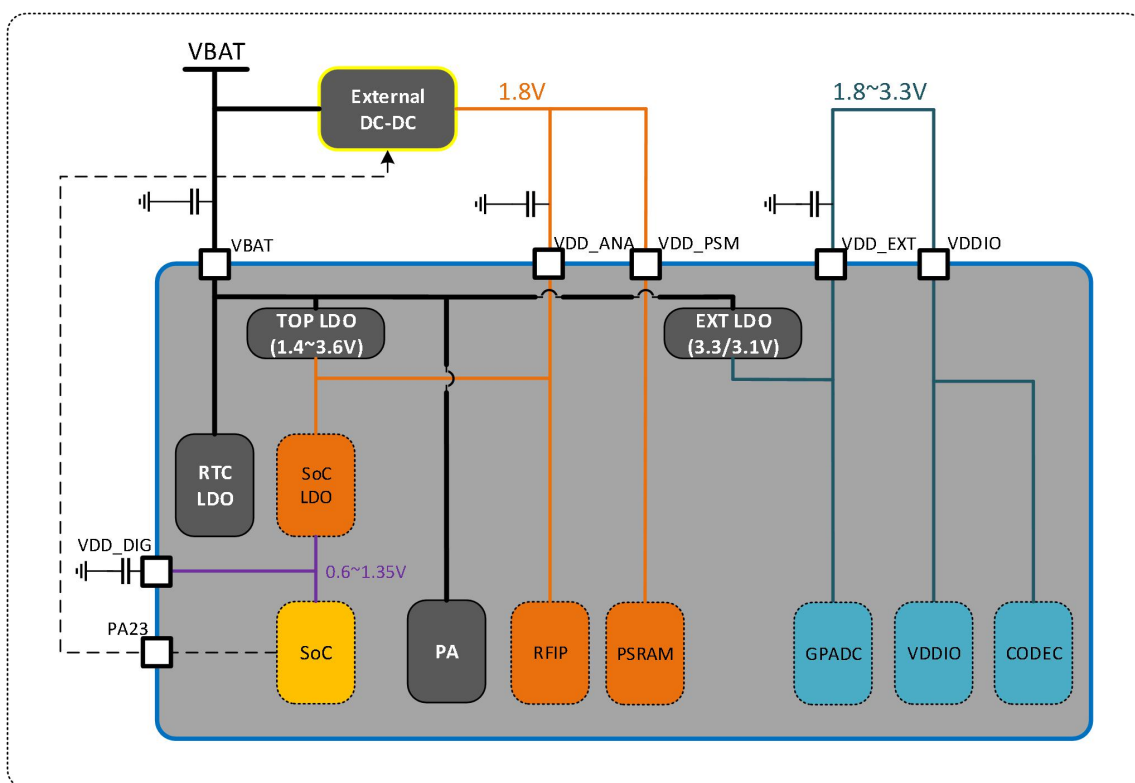 VBAT
External
DC-DC
1.8V
1.8~3.3V
VBAT
VDD_ANA
VDD_PSM
VDD_EXT
VDDIO
TOP LDO
(1.4~3.6V)
EXT LDO
(3.3/3.1V)
RTC
LDO
SoC
LDO
VDD_DIG
0.6~1.35V
PA23
SoC
PA
RFIP
PSRAM
GPADC
VDDIO
CODEC